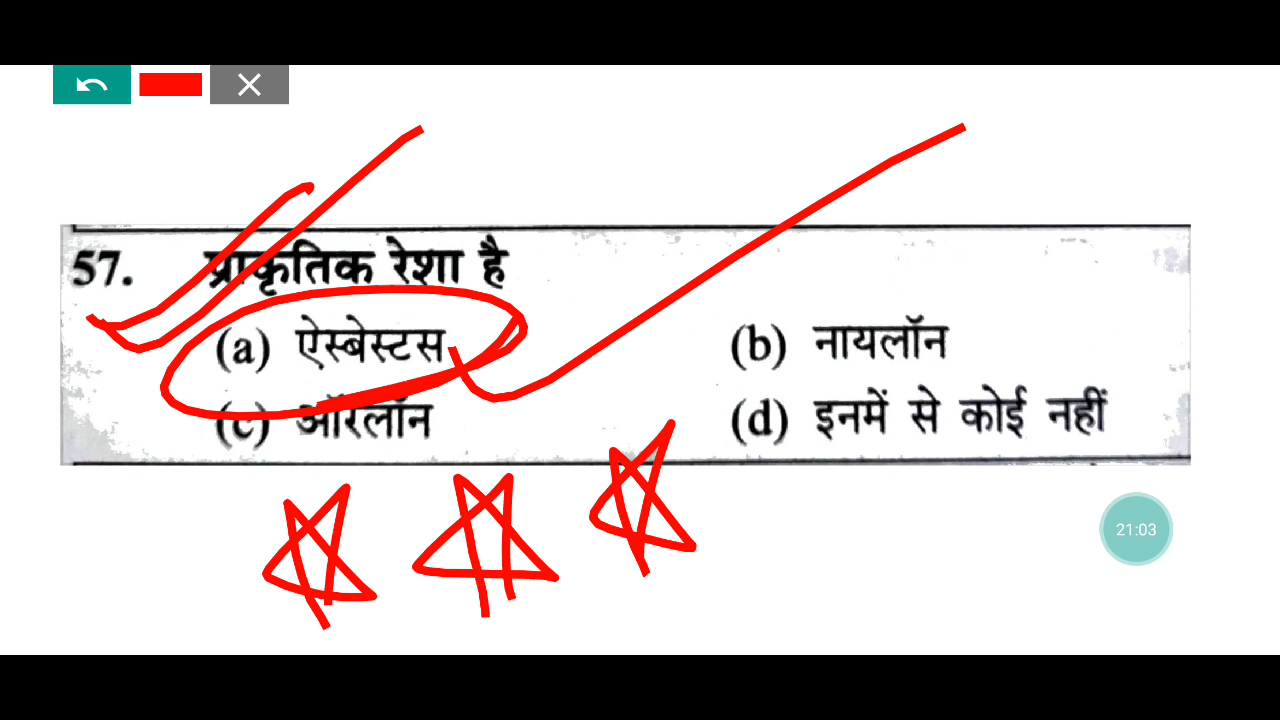 57. प्राकृतिक रेशा है
(a) ऐस्बेस्टस (b) नायलॉन
(c) ऑरलॉन (d) इनमें से कोई नहीं
21:03